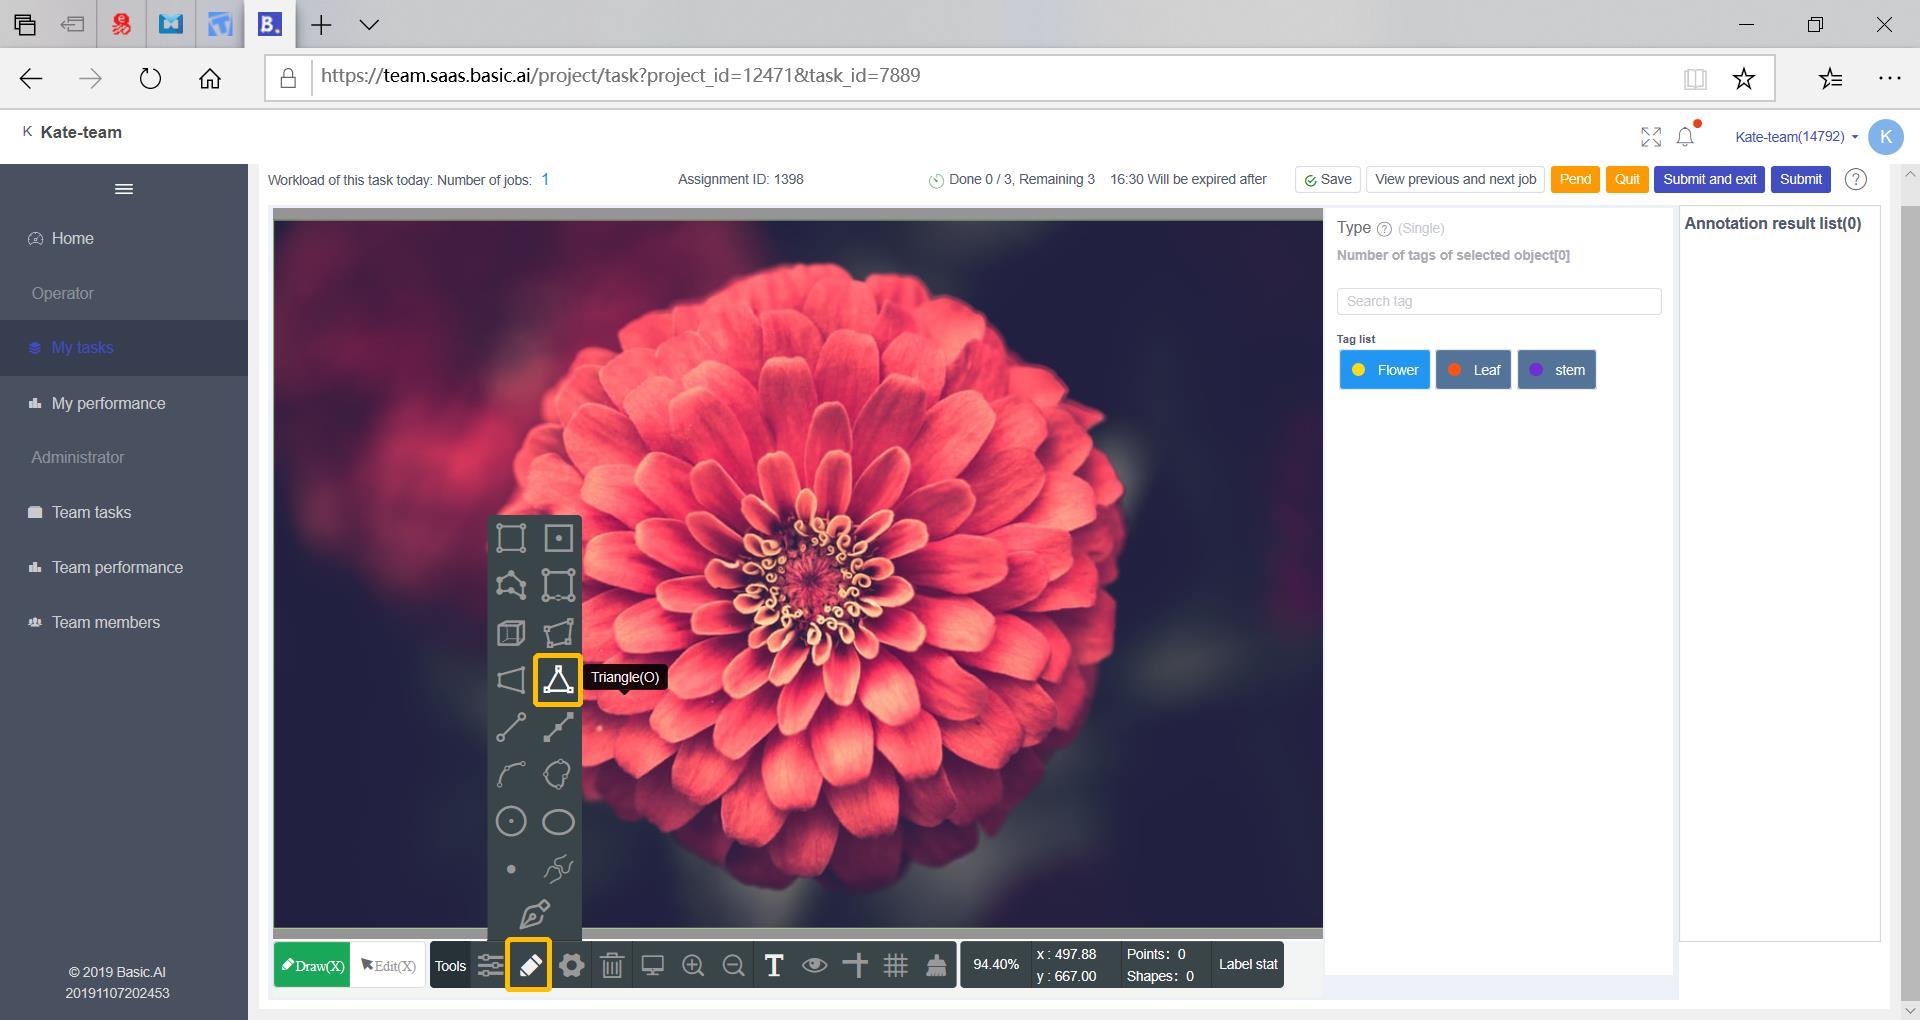 https://team.saas.basic.ai/project/task?project_id=12471&task_id=7889
K Kate-team
Kate-team(14792)
K
Workload of this task today: Number of jobs: 1
Assignment ID: 1398
Done 0 / 3, Remaining 3
16:30 Will be expired after
Save
View previous and next job
Pend
Quit
Submit and exit
Submit
Home
Operator
My tasks
My performance
Administrator
Team tasks
Team performance
Team members
© 2019 Basic.AI
20191107202453
Type (Single)
Number of tags of selected object[0]
Search tag
Tag list
Flower
Leaf
stem
Annotation result list(0)
Triangle(O)
Draw(X)
Edit(X)
Tools
T
94.40%
x : 497.88
y : 667.00
Points: 0
Shapes: 0
Label stat